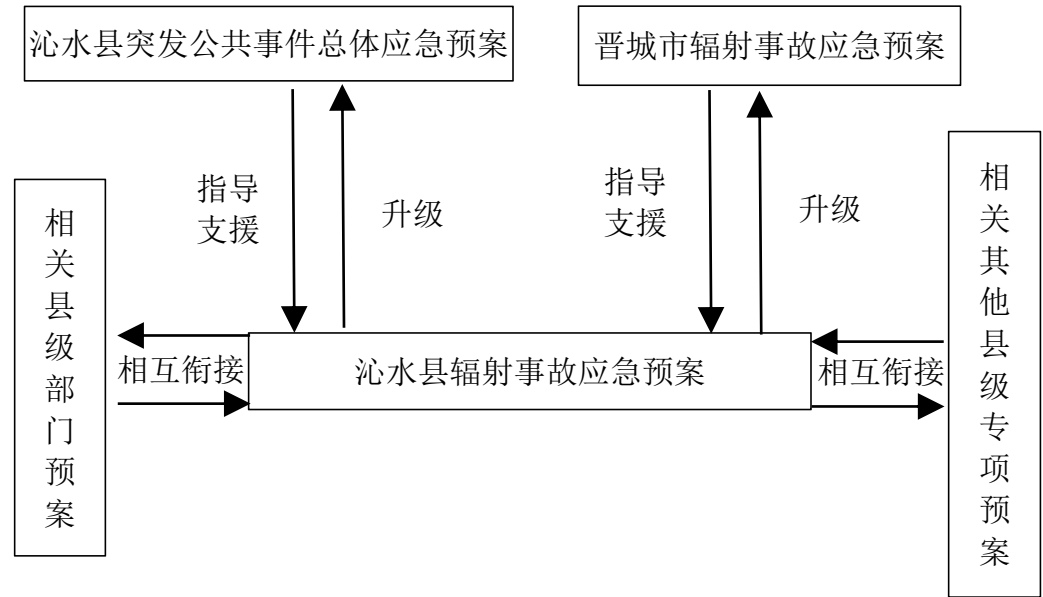 沁水县突发公共事件总体应急预案
晋城市辐射事故应急预案
指导
支援
升级
指导
支援
升级
相关县级部门预案
相互衔接
沁水县辐射事故应急预案
相互衔接
相关其他县级专项预案